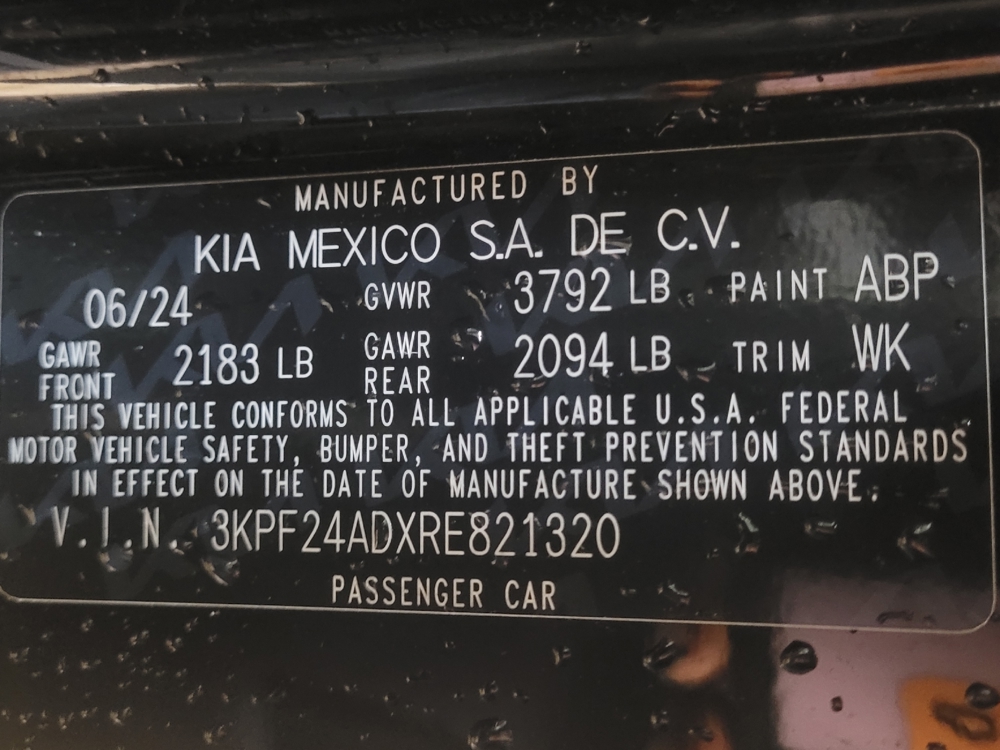 MANUFACTURED BY
KIA MEXICO S.A. DE C.V.
06/24 GVWR 3792 LB PAINT ABP
GAWR FRONT 2183 LB GAWR REAR 2094 LB TRIM WK
THIS VEHICLE CONFORMS TO ALL APPLICABLE U.S.A. FEDERAL
MOTOR VEHICLE SAFETY, BUMPER, AND THEFT PREVENTION STANDARDS
IN EFFECT ON THE DATE OF MANUFACTURE SHOWN ABOVE.
V.I.N. 3KPF24ADXRE821320
PASSENGER CAR